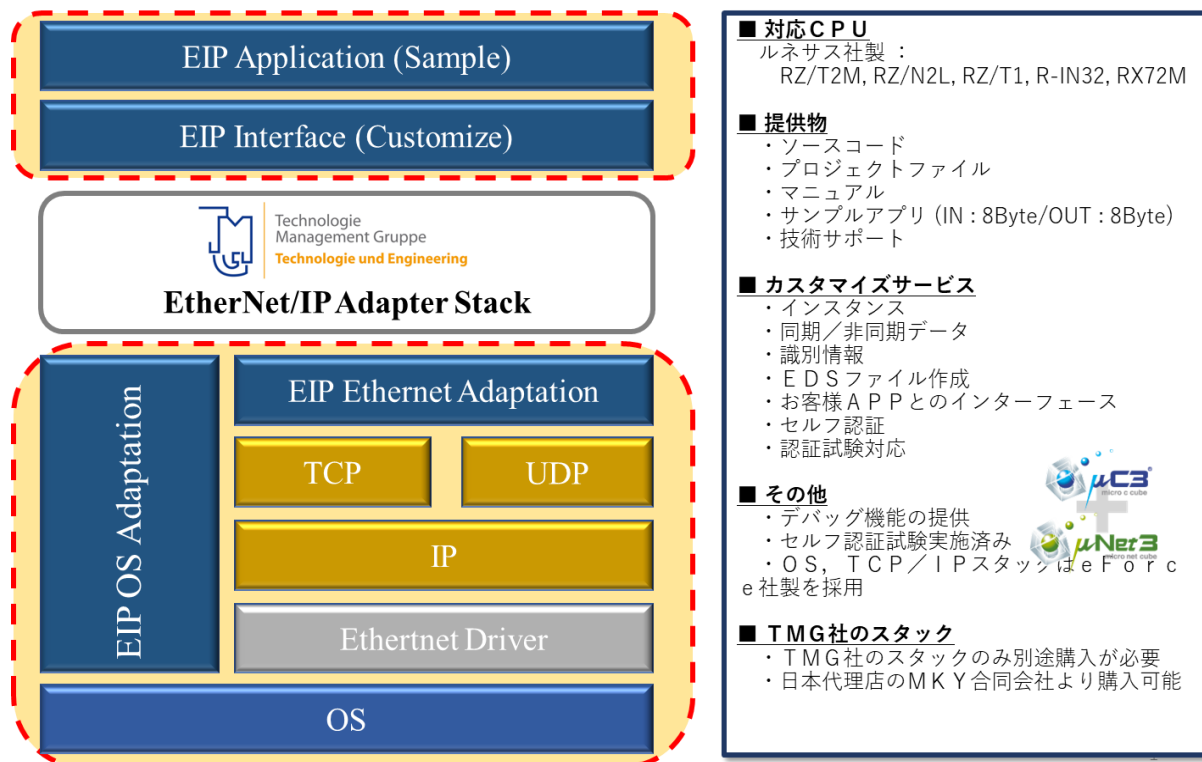 EIP Application (Sample)
EIP Interface (Customize)
Technologie
Management Gruppe
Technologie und Engineering
EtherNet/IP Adapter Stack
EIP OS Adaptation
EIP Ethernet Adaptation
TCP
UDP
IP
Ethertnet Driver
OS
■ 対応ＣＰＵ
ルネサス社製 ：
RZ/T2M, RZ/N2L, RZ/T1, R-IN32, RX72M
■ 提供物
・ソースコード
・プロジェクトファイル
・マニュアル
・サンプルアプリ (IN : 8Byte/OUT : 8Byte)
・技術サポート
■ カスタマイズサービス
・インスタンス
・同期／非同期データ
・識別情報
・ＥＤＳファイル作成
・お客様ＡＰＰとのインターフェース
・セルフ認証
・認証試験対応
μC3
micro c cube
■ その他
・デバッグ機能の提供
・セルフ認証試験実施済み
μNet3
micro net cube
・ＯＳ，ＴＣＰ／ＩＰスタックはｅＦｏｒｃ
ｅ社製を採用
■ ＴＭＧ社のスタック
・ＴＭＧ社のスタックのみ別途購入が必要
・日本代理店のＭＫＹ合同会社より購入可能